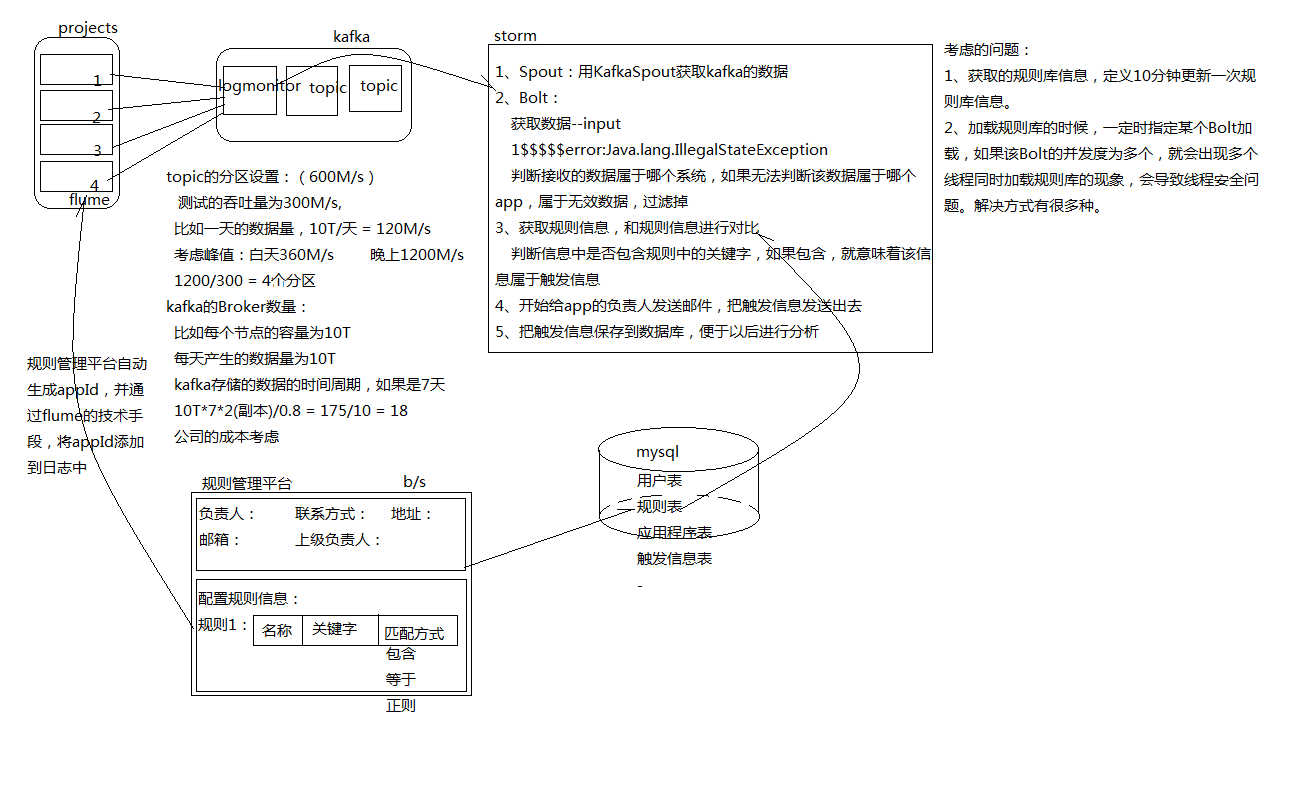 projects
1
2
3
4
flume
kafka
logmonitor
topic
topic
topic的分区设置：（600M/s ）
测试的吞吐量为300M/s,
比如一天的数据量，10T/天 = 120M/s
考虑峰值：白天360M/s 晚上1200M/s
1200/300 = 4个分区
kafka的Broker数量：
比如每个节点的容量为10T
每天产生的数据量为10T
kafka存储的数据的时间周期，如果是7天
10T*7*2(副本)/0.8 = 175/10 = 18
公司的成本考虑
storm
1、Spout：用KafkaSpout获取kafka的数据
2、Bolt：
获取数据--input
1$$$$$error:Java.lang.IllegalStateException
判断接收的数据属于哪个系统，如果无法判断该数据属于哪个
app，属于无效数据，过滤掉
3、获取规则信息，和规则信息进行对比
判断信息中是否包含规则中的关键字，如果包含，就意味着该信
息属于触发信息
4、开始给app的负责人发送邮件，把触发信息发送出去
5、把触发信息保存到数据库，便于以后进行分析
考虑的问题：
1、获取的规则库信息，定义10分钟更新一次规
则库信息。
2、加载规则库的时候，一定时指定某个Bolt加
载，如果该Bolt的并发度为多个，就会出现多个
线程同时加载规则库的现象，会导致线程安全问
题。解决方式有很多种。
规则管理平台自动
生成appId，并通
过flume的技术手
段，将appId添加
到日志中
规则管理平台 b/s
负责人： 联系方式： 地址：
邮箱： 上级负责人：
配置规则信息：
规则1： 名称 关键字 匹配方式
包含
等于
正则
mysql
用户表
规则表
应用程序表
触发信息表
-